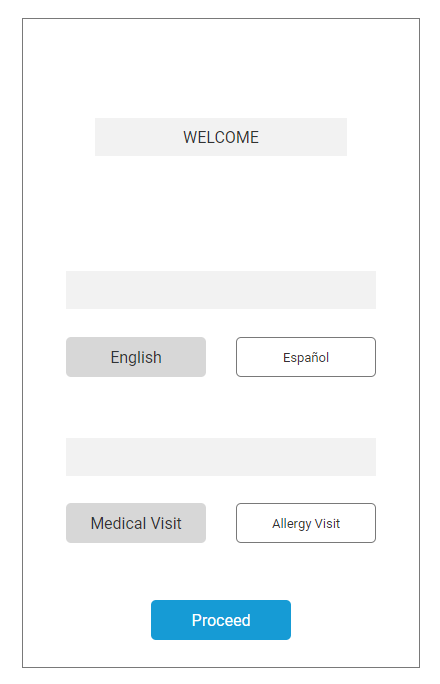 WELCOME
English
Español
Medical Visit
Allergy Visit
Proceed